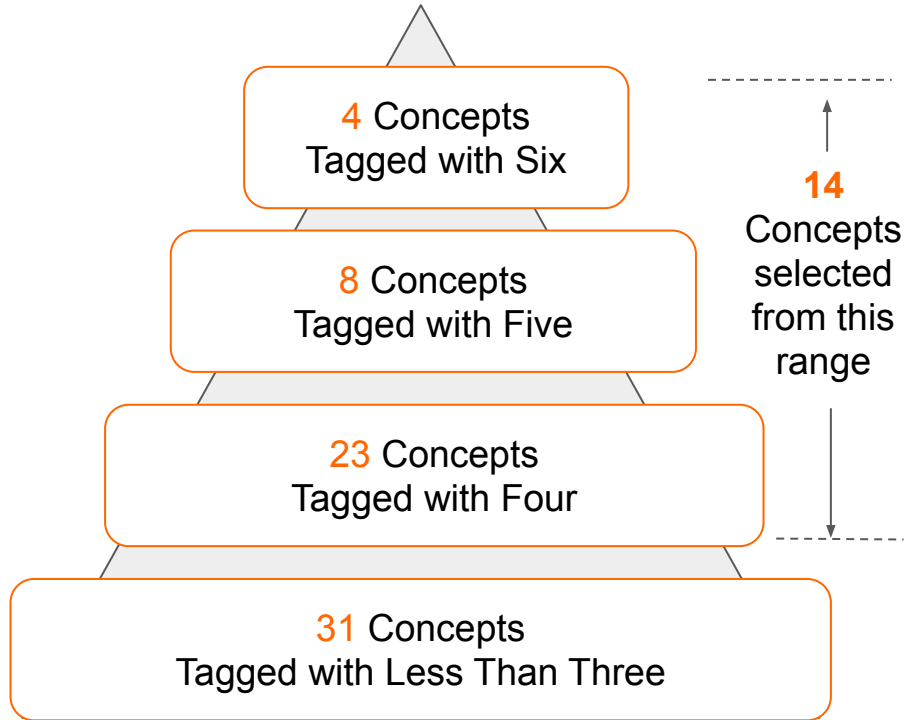 4 Concepts
Tagged with Six
14
Concepts
selected
from this
range
8 Concepts
Tagged with Five
23 Concepts
Tagged with Four
31 Concepts
Tagged with Less Than Three